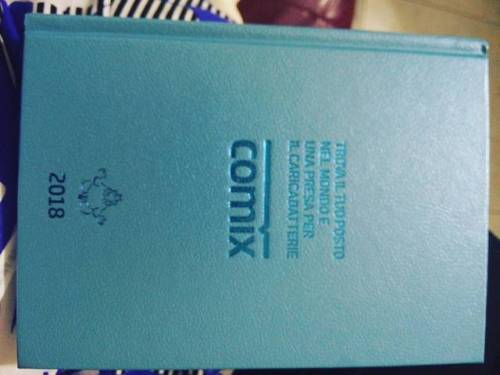 TROVA IL TUO POSTO
NEL MONDO E
UNA PRESA PER
IL CARICABATTERIE
comix
2018